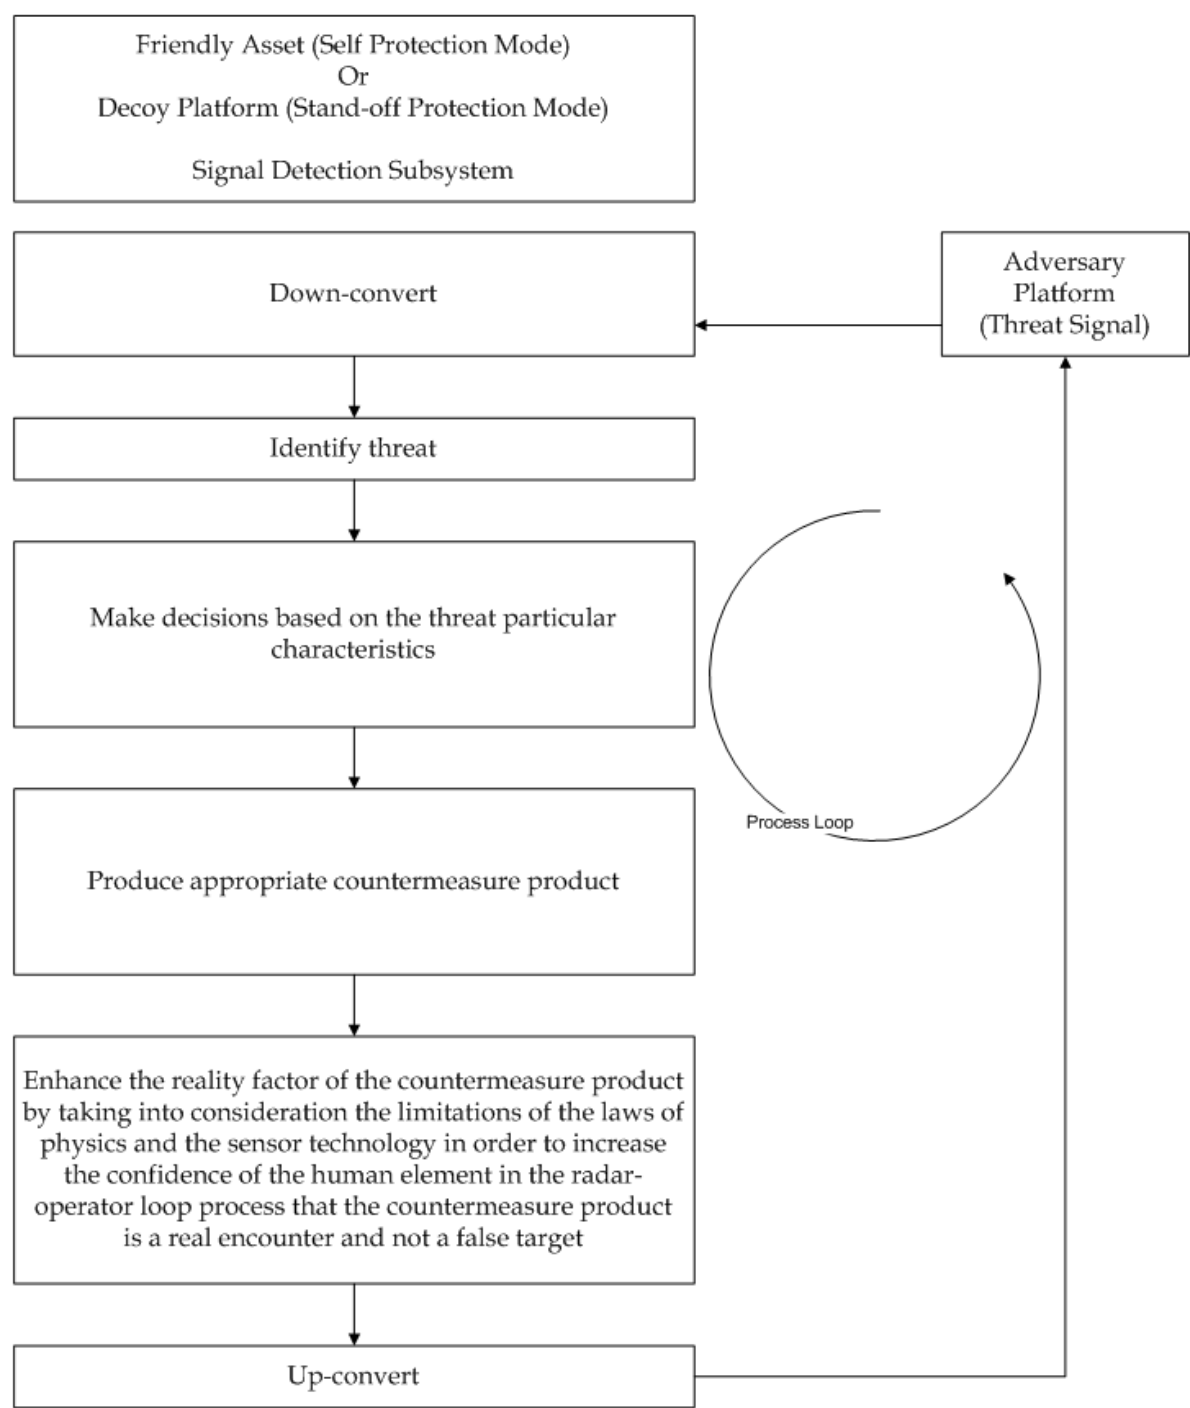 Friendly Asset (Self Protection Mode)
Or
Decoy Platform (Stand-off Protection Mode)
Signal Detection Subsystem
Down-convert
Adversary
Platform
(Threat Signal)
Identify threat
Make decisions based on the threat particular
characteristics
Process Loop
Produce appropriate countermeasure product
Enhance the reality factor of the countermeasure product
by taking into consideration the limitations of the laws of
physics and the sensor technology in order to increase
the confidence of the human element in the radar-
operator loop process that the countermeasure product
is a real encounter and not a false target
Up-convert